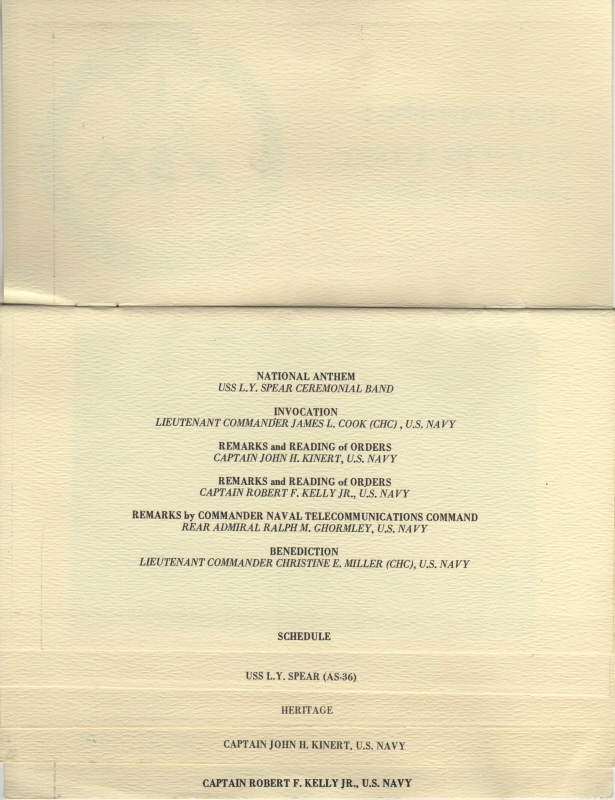 NATIONAL ANTHEM
USS L.Y. SPEAR CEREMONIAL BAND
INVOCATION
LIEUTENANT COMMANDER JAMES L. COOK (CHC) , U.S. NAVY
REMARKS and READING of ORDERS
CAPTAIN JOHN H. KINERT, U.S. NAVY
REMARKS and READING of ORDERS
CAPTAIN ROBERT F. KELLY JR., U.S. NAVY
REMARKS by COMMANDER NAVAL TELECOMMUNICATIONS COMMAND
REAR ADMIRAL RALPH M. GHORMLEY, U.S. NAVY
BENEDICTION
LIEUTENANT COMMANDER CHRISTINE E. MILLER (CHC), U.S. NAVY
SCHEDULE
USS L.Y. SPEAR (AS-36)
HERITAGE
CAPTAIN JOHN H. KINERT, U.S. NAVY
CAPTAIN ROBERT F. KELLY JR., U.S. NAVY